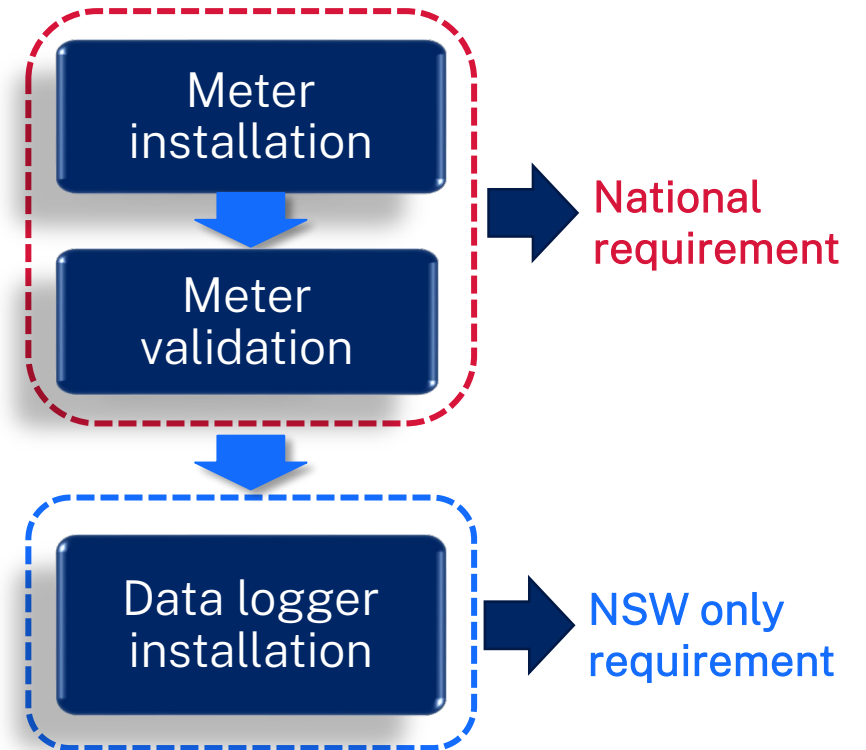 Meter
installation
National
requirement
Meter
validation
Data logger
installation
NSW only
requirement